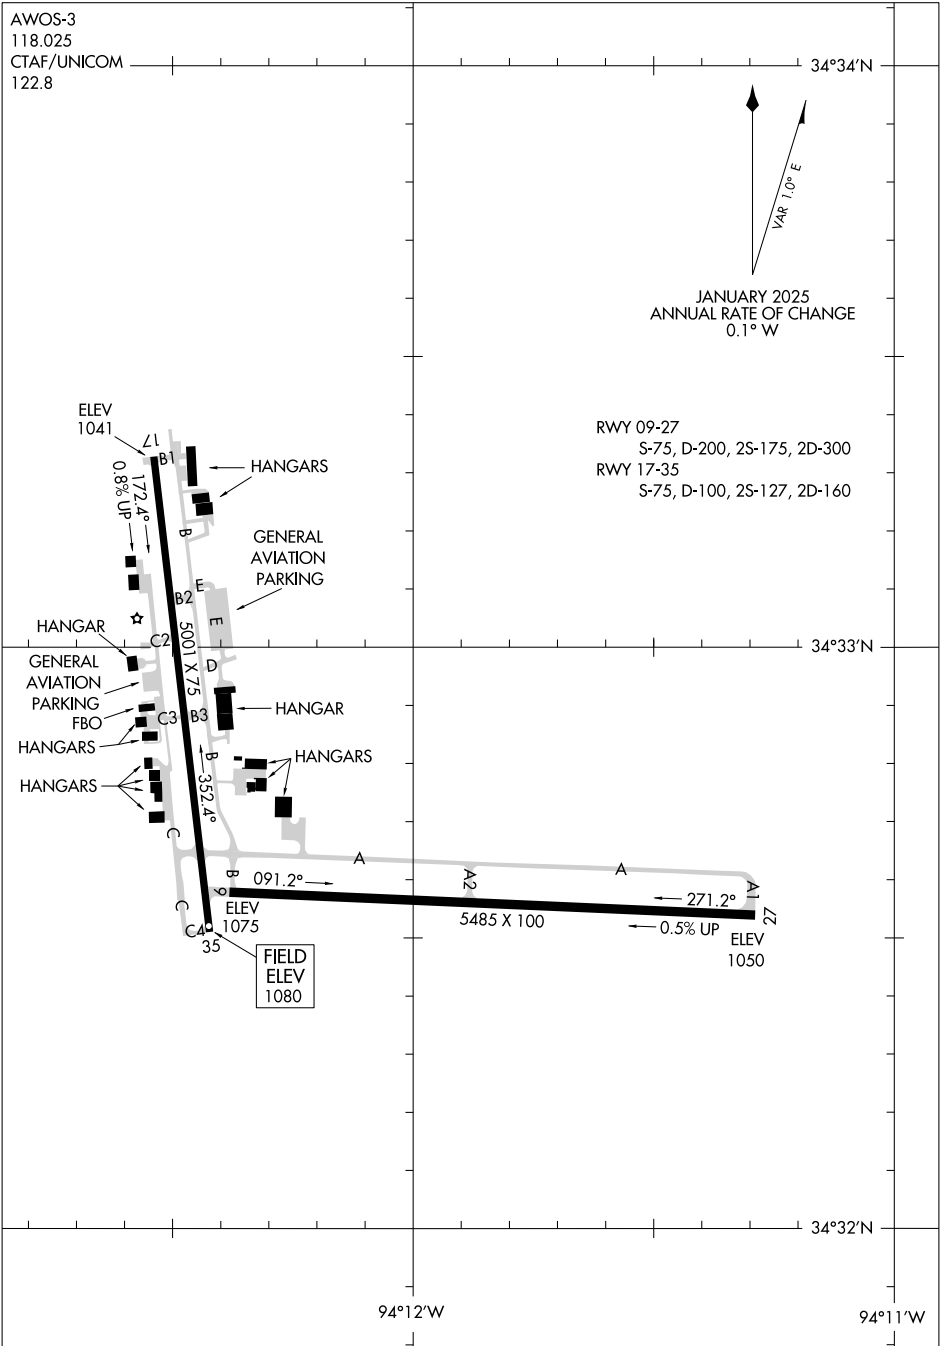 AWOS-3
118.025
CTAF/UNICOM
122.8
34°34'N
VAR 1.0° E
JANUARY 2025
ANNUAL RATE OF CHANGE
0.1° W
RWY 09-27
S-75, D-200, 2S-175, 2D-300
RWY 17-35
S-75, D-100, 2S-127, 2D-160
ELEV
1041
17
B1
HANGARS
172.4°
0.8% UP
B
GENERAL
AVIATION
PARKING
E
B2
E
HANGAR
C2
5001 X 75
34°33'N
D
GENERAL
AVIATION
PARKING
FBO
C3
B3
HANGAR
HANGARS
B
HANGARS
HANGARS
352.4°
C
A
A
B
091.2°
A2
271.2°
A1
C
9
ELEV
1075
5485 X 100
0.5% UP
27
ELEV
1050
C4
35
FIELD
ELEV
1080
34°32'N
94°12'W
94°11'W